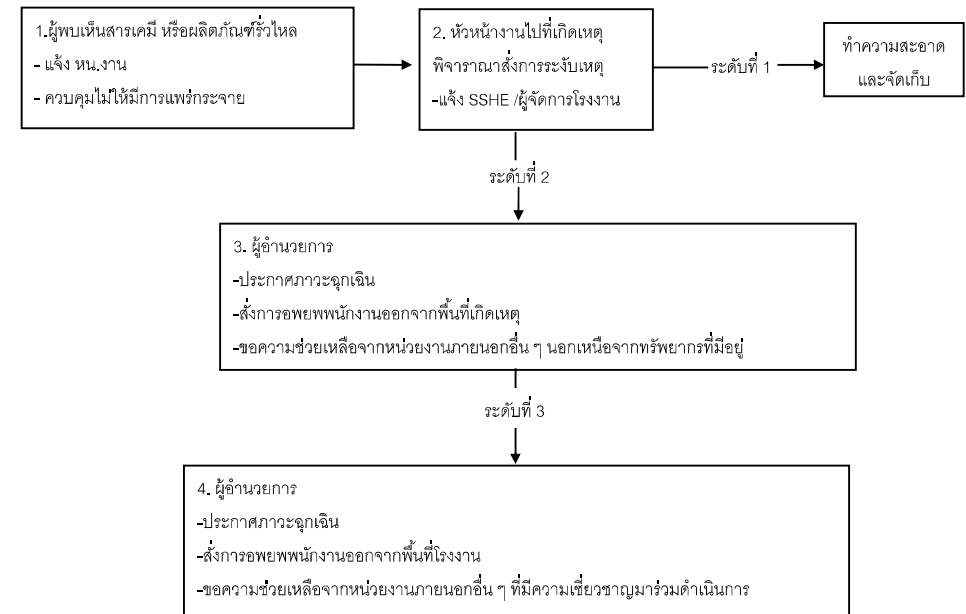 1.ผู้พบเห็นสารเคมี หรือผลิตภัณฑ์รั่วไหล
- แจ้ง หน.งาน
- ควบคุมไม่ให้มีการแพร่กระจาย
2. หัวหน้างานไปที่เกิดเหตุ
พิจาราณาสั่งการระงับเหตุ
-แจ้ง SSHE /ผู้จัดการโรงงาน
ระดับที่ 1
ทำความสะอาด
และจัดเก็บ
ระดับที่ 2
3. ผู้อำนวยการ
-ประกาศภาวะฉุกเฉิน
-สั่งการอพยพพนักงานออกจากพื้นที่เกิดเหตุ
-ขอความช่วยเหลือจากหน่วยงานภายนอกอื่น ๆ นอกเหนือจากทรัพยากรที่มีอยู่
ระดับที่ 3
4. ผู้อำนวยการ
-ประกาศภาวะฉุกเฉิน
-สั่งการอพยพพนักงานออกจากพื้นที่โรงงาน
-ขอความช่วยเหลือจากหน่วยงานภายนอกอื่น ๆ ที่มีความเชี่ยวชาญมาร่วมดำเนินการ